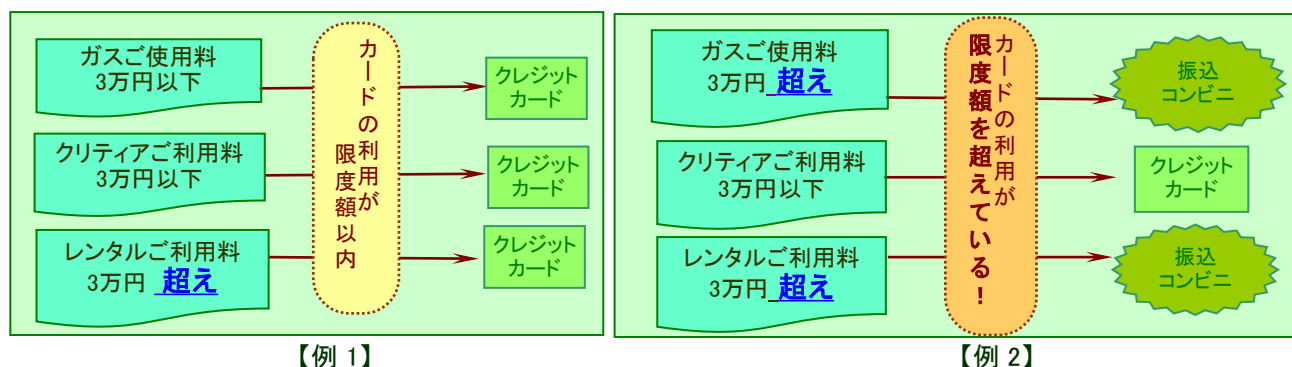 ガスご使用料
3万円以下
クリティアご利用料
3万円以下
レンタルご利用料
3万円 超え
カードの利用が
限度額以内
クレジット
カード
クレジット
カード
クレジット
カード
【例 1】
ガスご使用料
3万円 超え
クリティアご利用料
3万円以下
レンタルご利用料
3万円 超え
カードの利用が
限度額を超えている!
振込
コンビニ
クレジット
カード
振込
コンビニ
【例 2】